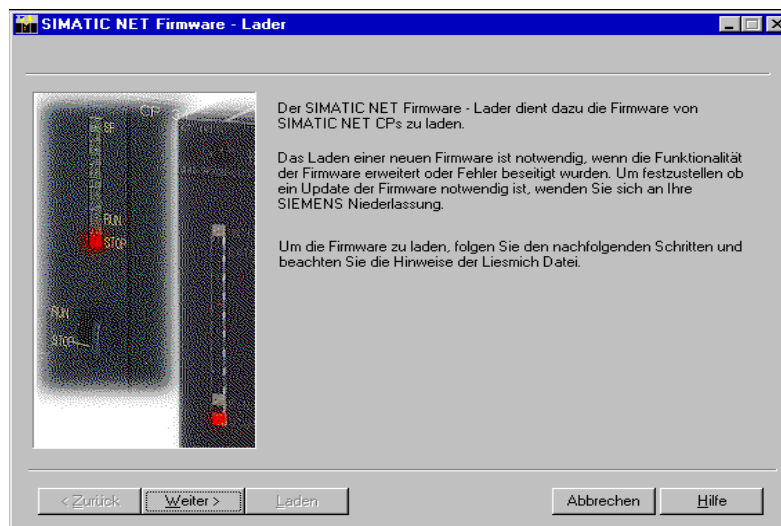 SIMATIC NET Firmware - Lader
Der SIMATIC NET Firmware - Lader dient dazu die Firmware von
SIMATIC NET CPs zu laden.
Das Laden einer neuen Firmware ist notwendig, wenn die Funktionalität
der Firmware erweitert oder Fehler beseitigt wurden. Um festzustellen ob
ein Update der Firmware notwendig ist, wenden Sie sich an Ihre
SIEMENS Niederlassung.
Um die Firmware zu laden, folgen Sie den nachfolgenden Schritten und
beachten Sie die Hinweise der Liesmich Datei.
CP
SF
RUN
STOP
RUN
STOP
< Zurück
Weiter >
Laden
Abbrechen
Hilfe